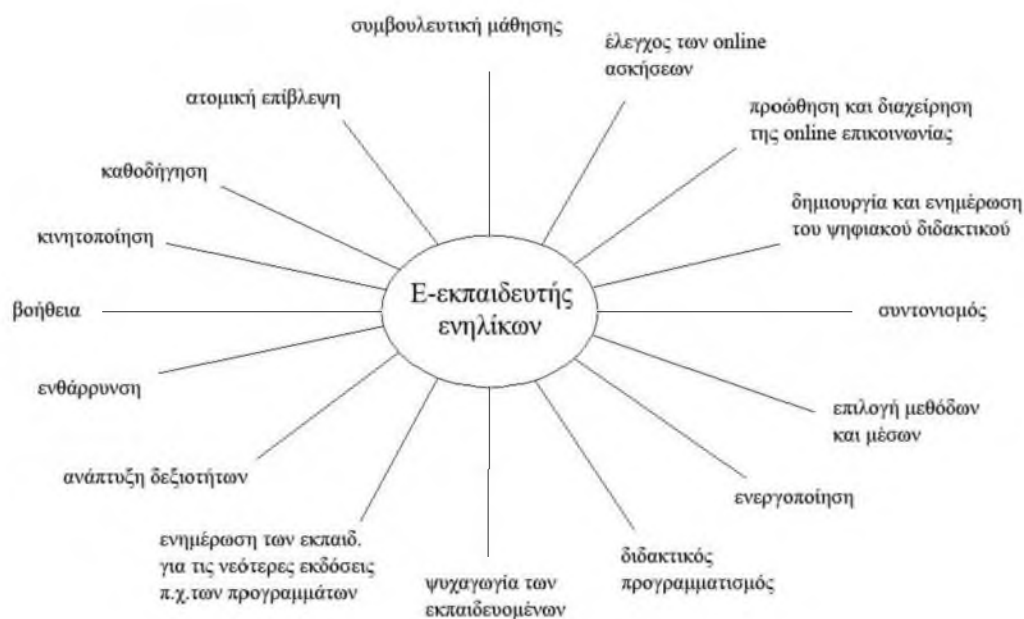 συμβουλευτική μάθησης
έλεγχος των online
ασκήσεων
προώθηση και διαχείρηση
της online επικοινωνίας
δημιουργία και ενημέρωση
του ψηφιακού διδακτικού
συντονισμός
επιλογή μεθόδων
και μέσων
ενεργοποίηση
διδακτικός
προγραμματισμός
ψυχαγωγία των
εκπαιδευομένων
ενημέρωση των εκπαιδ.
για τις νεότερες εκδόσεις
π.χ.των προγραμμάτων
ανάπτυξη δεξιοτήτων
ενθάρρυνση
βοήθεια
κινητοποίηση
καθοδήγηση
ατομική επίβλεψη
Ε-εκπαιδευτής
ενηλίκων